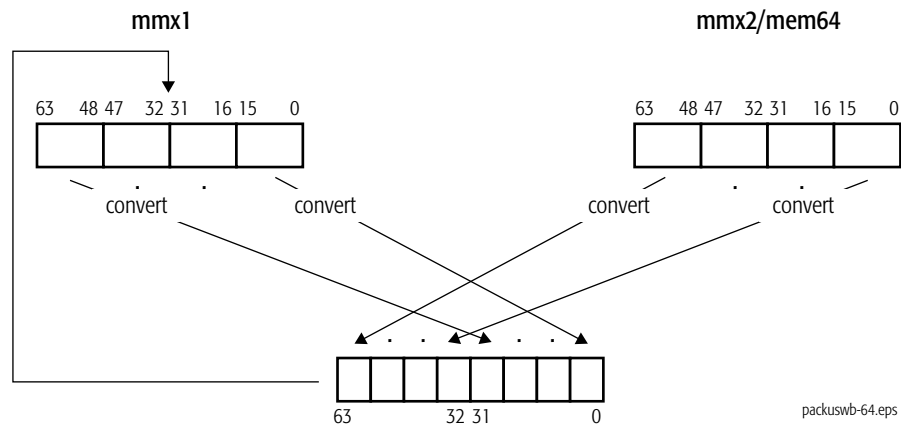 mmx1 mmx2/mem64
63 48 47 32 31 16 15 0 63 48 47 32 31 16 15 0
. . . .
convert convert convert convert
. . . . . .
63 32 31 0
packuswb-64.eps